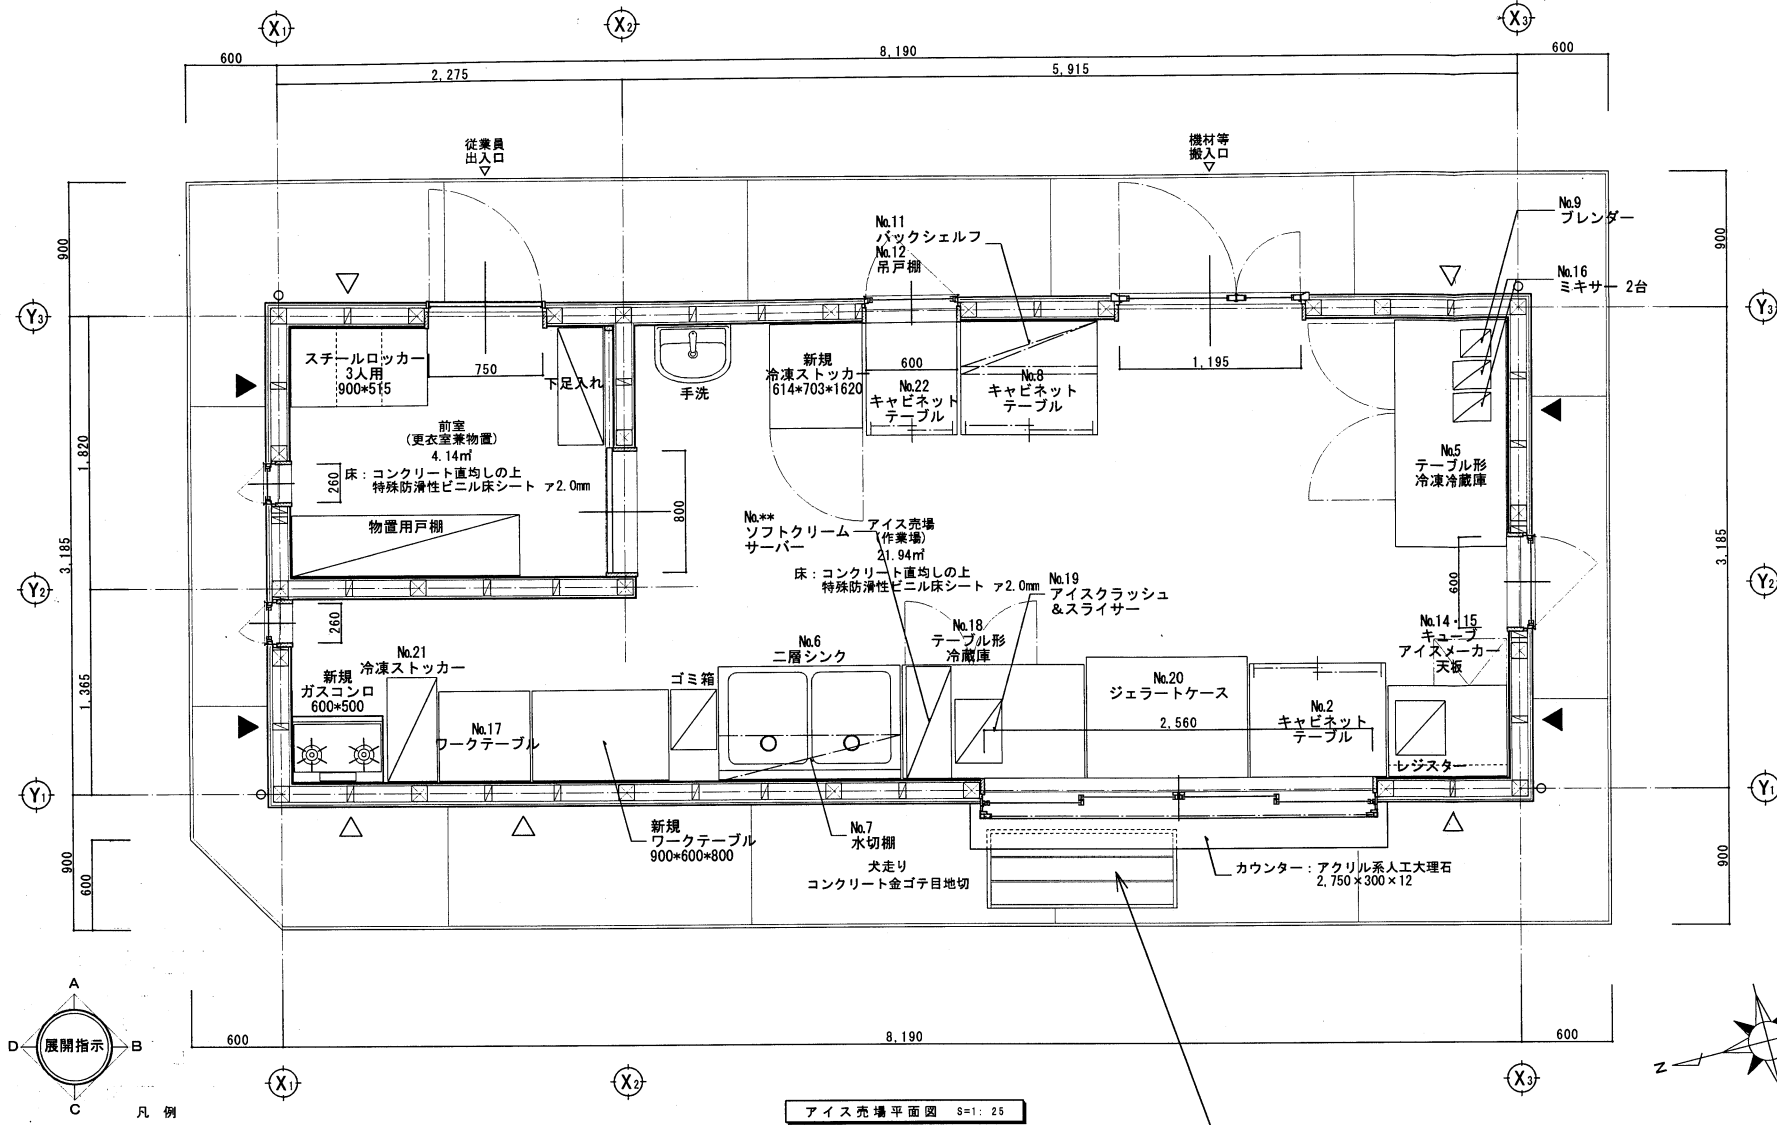 X₁
X₂
X₃
600
8,190
600
2,275
5,915
従業員
出入口
機材等
搬入口
900
900
No.11
バックシェルフ
No.12
吊戸棚
No.9
ブレンダー
No.16
ミキサー 2台
Y₃
Y₃
スチールロッカー
3人用
900*515
750
下足入れ
手洗
新規
冷凍ストッカー
614*703*1620
600
No.22
キャビネット
テーブル
No.8
キャビネット
テーブル
1,195
前室
(更衣室兼物置)
4.14㎡
床：コンクリート直均しの上
特殊防滑性ビニル床シート ァ2.0mm
260
1,820
800
No.5
テーブル形
冷凍冷蔵庫
物置用戸棚
No.**
ソフトクリーム
サーバー
アイス売場
(作業場)
21.94㎡
床：コンクリート直均しの上
特殊防滑性ビニル床シート ァ2.0mm
3,185
3,185
600
Y₂
Y₂
No.19
アイスクラッシュ
&スライサー
260
No.18
テーブル形
冷蔵庫
No.14・15
キューブ
アイスメーカー
天板
No.21
冷凍ストッカー
新規
ガスコンロ
600*500
1,365
ゴミ箱
No.6
二層シンク
No.20
ジェラートケース
2,560
No.2
キャビネット
テーブル
No.17
ワークテーブル
レジスター
Y₁
Y₁
新規
ワークテーブル
900*600*800
No.7
水切棚
犬走り
コンクリート金ゴテ目地切
カウンター：アクリル系人工大理石
2,750×300×12
900
600
900
A
D
展開指示
B
C
凡 例
600
8,190
600
X₁
X₂
X₃
N
アイス売場平面図 S=1: 25